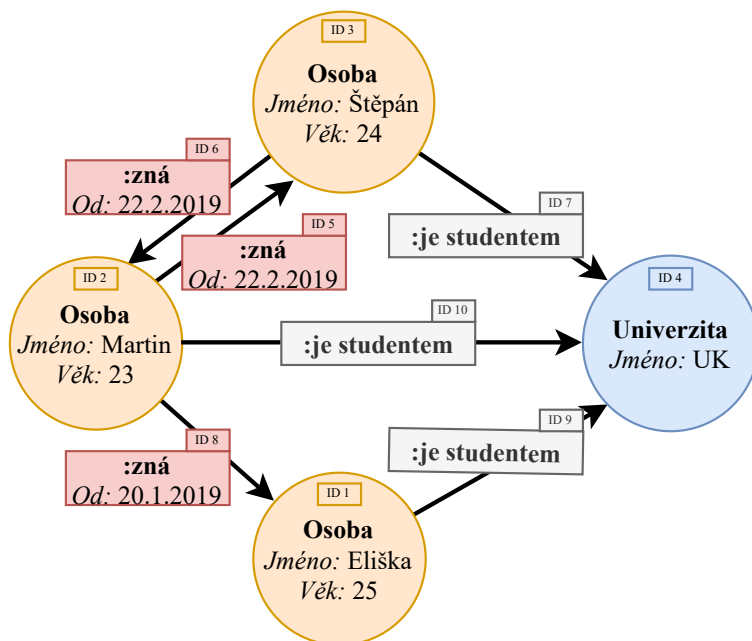 ID 3
Osoba
Jméno: Štěpán
Věk: 24
ID 6
:zná
Od: 22.2.2019
ID 5
:zná
Od: 22.2.2019
ID 7
:je studentem
ID 2
Osoba
Jméno: Martin
Věk: 23
ID 10
:je studentem
ID 4
Univerzita
Jméno: UK
ID 8
:zná
Od: 20.1.2019
ID 9
:je studentem
ID 1
Osoba
Jméno: Eliška
Věk: 25